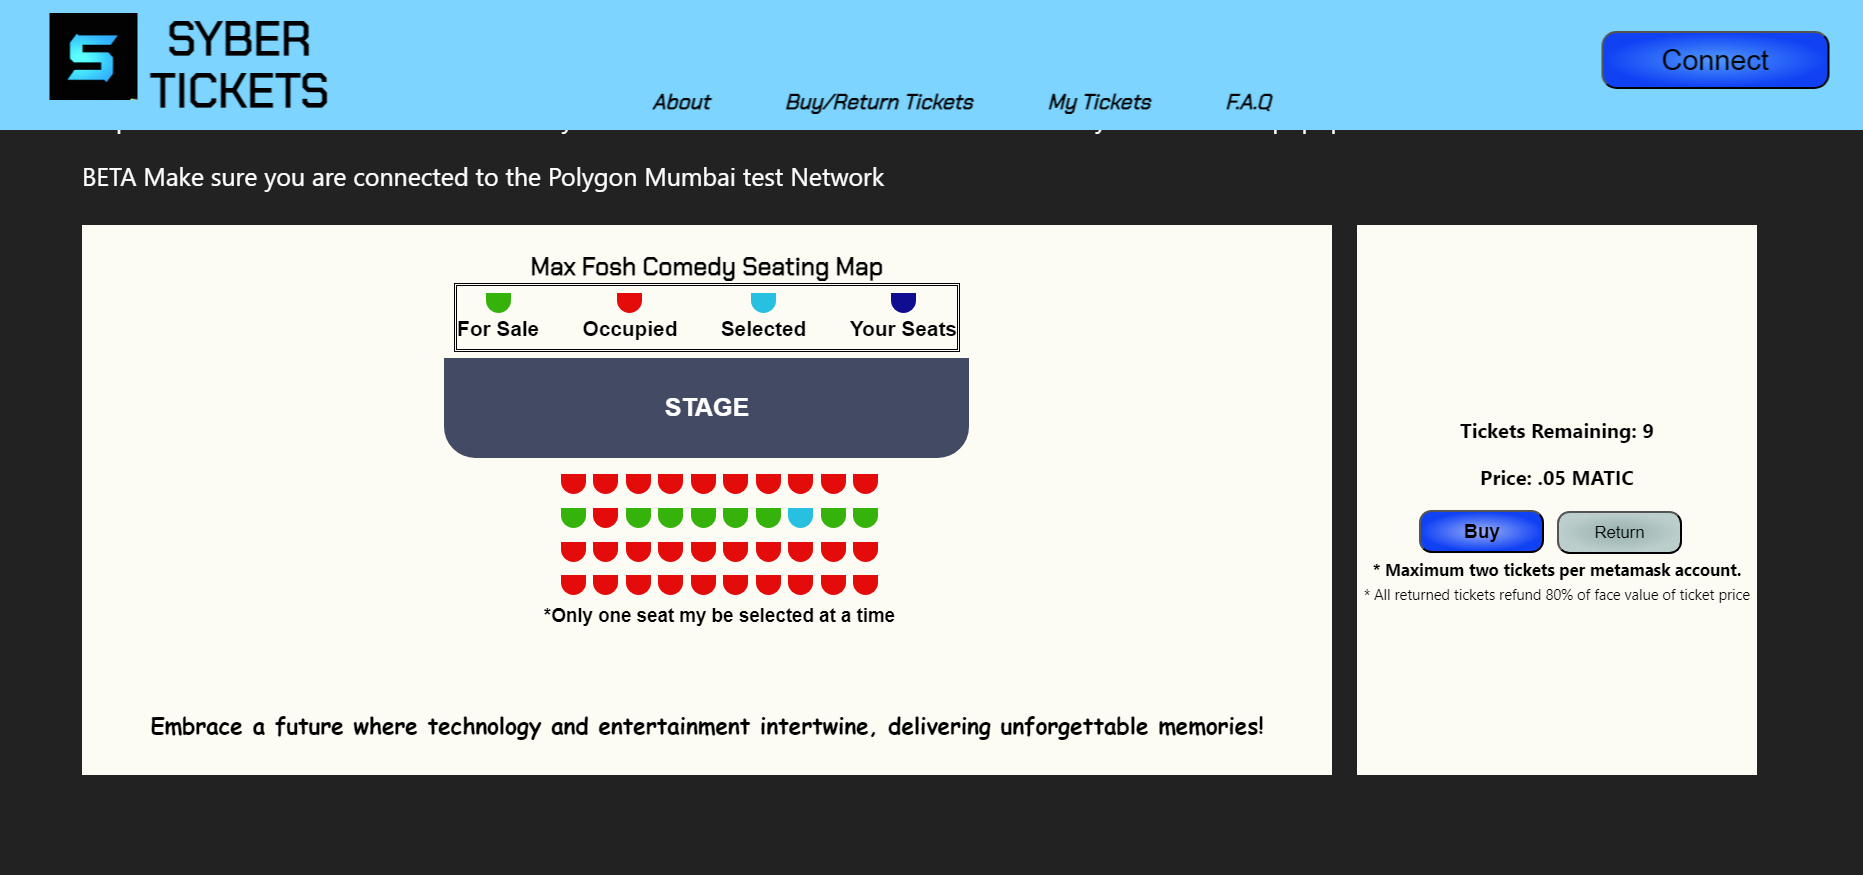 SYBER
TICKETS
About Buy/Return Tickets My Tickets F.A.Q
Connect
BETA Make sure you are connected to the Polygon Mumbai test Network
Max Fosh Comedy Seating Map
For Sale Occupied Selected Your Seats
STAGE
*Only one seat my be selected at a time
Embrace a future where technology and entertainment intertwine, delivering unforgettable memories!
Tickets Remaining: 9
Price: .05 MATIC
Buy Return
* Maximum two tickets per metamask account.
* All returned tickets refund 80% of face value of ticket price